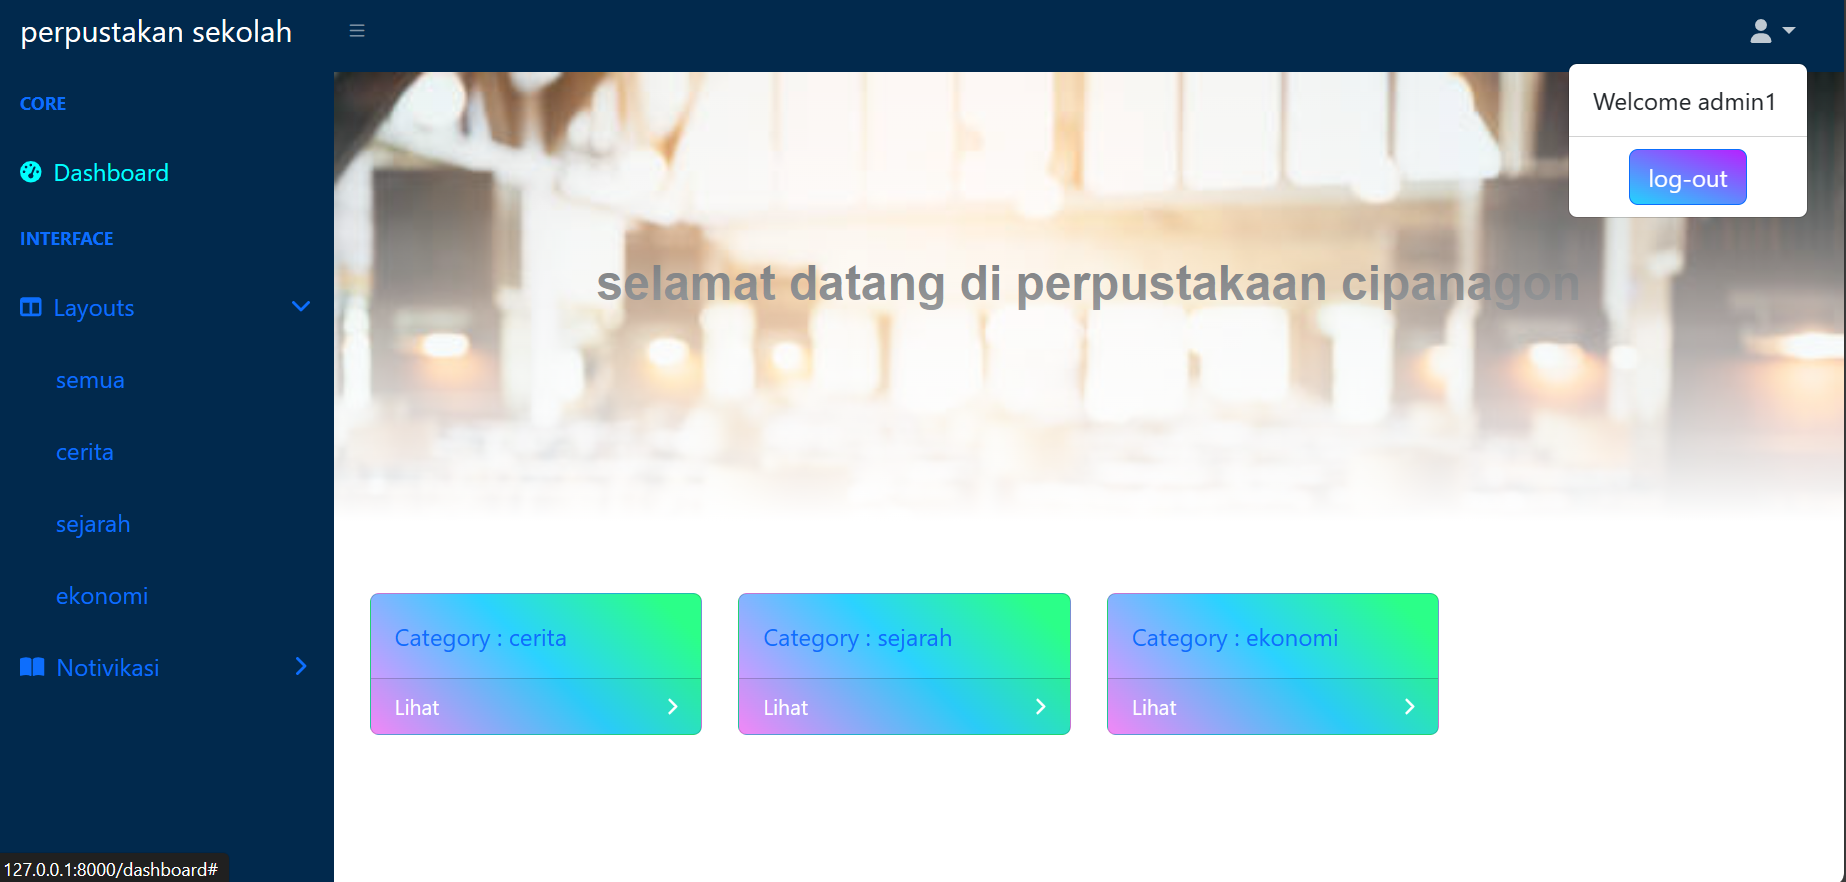 perpustakan sekolah
Welcome admin1
log-out
CORE
Dashboard
INTERFACE
Layouts
semua
cerita
sejarah
ekonomi
Notivikasi
selamat datang di perpustakaan cipanagon
Category : cerita
Lihat
Category : sejarah
Lihat
Category : ekonomi
Lihat
127.0.0.1:8000/dashboard#